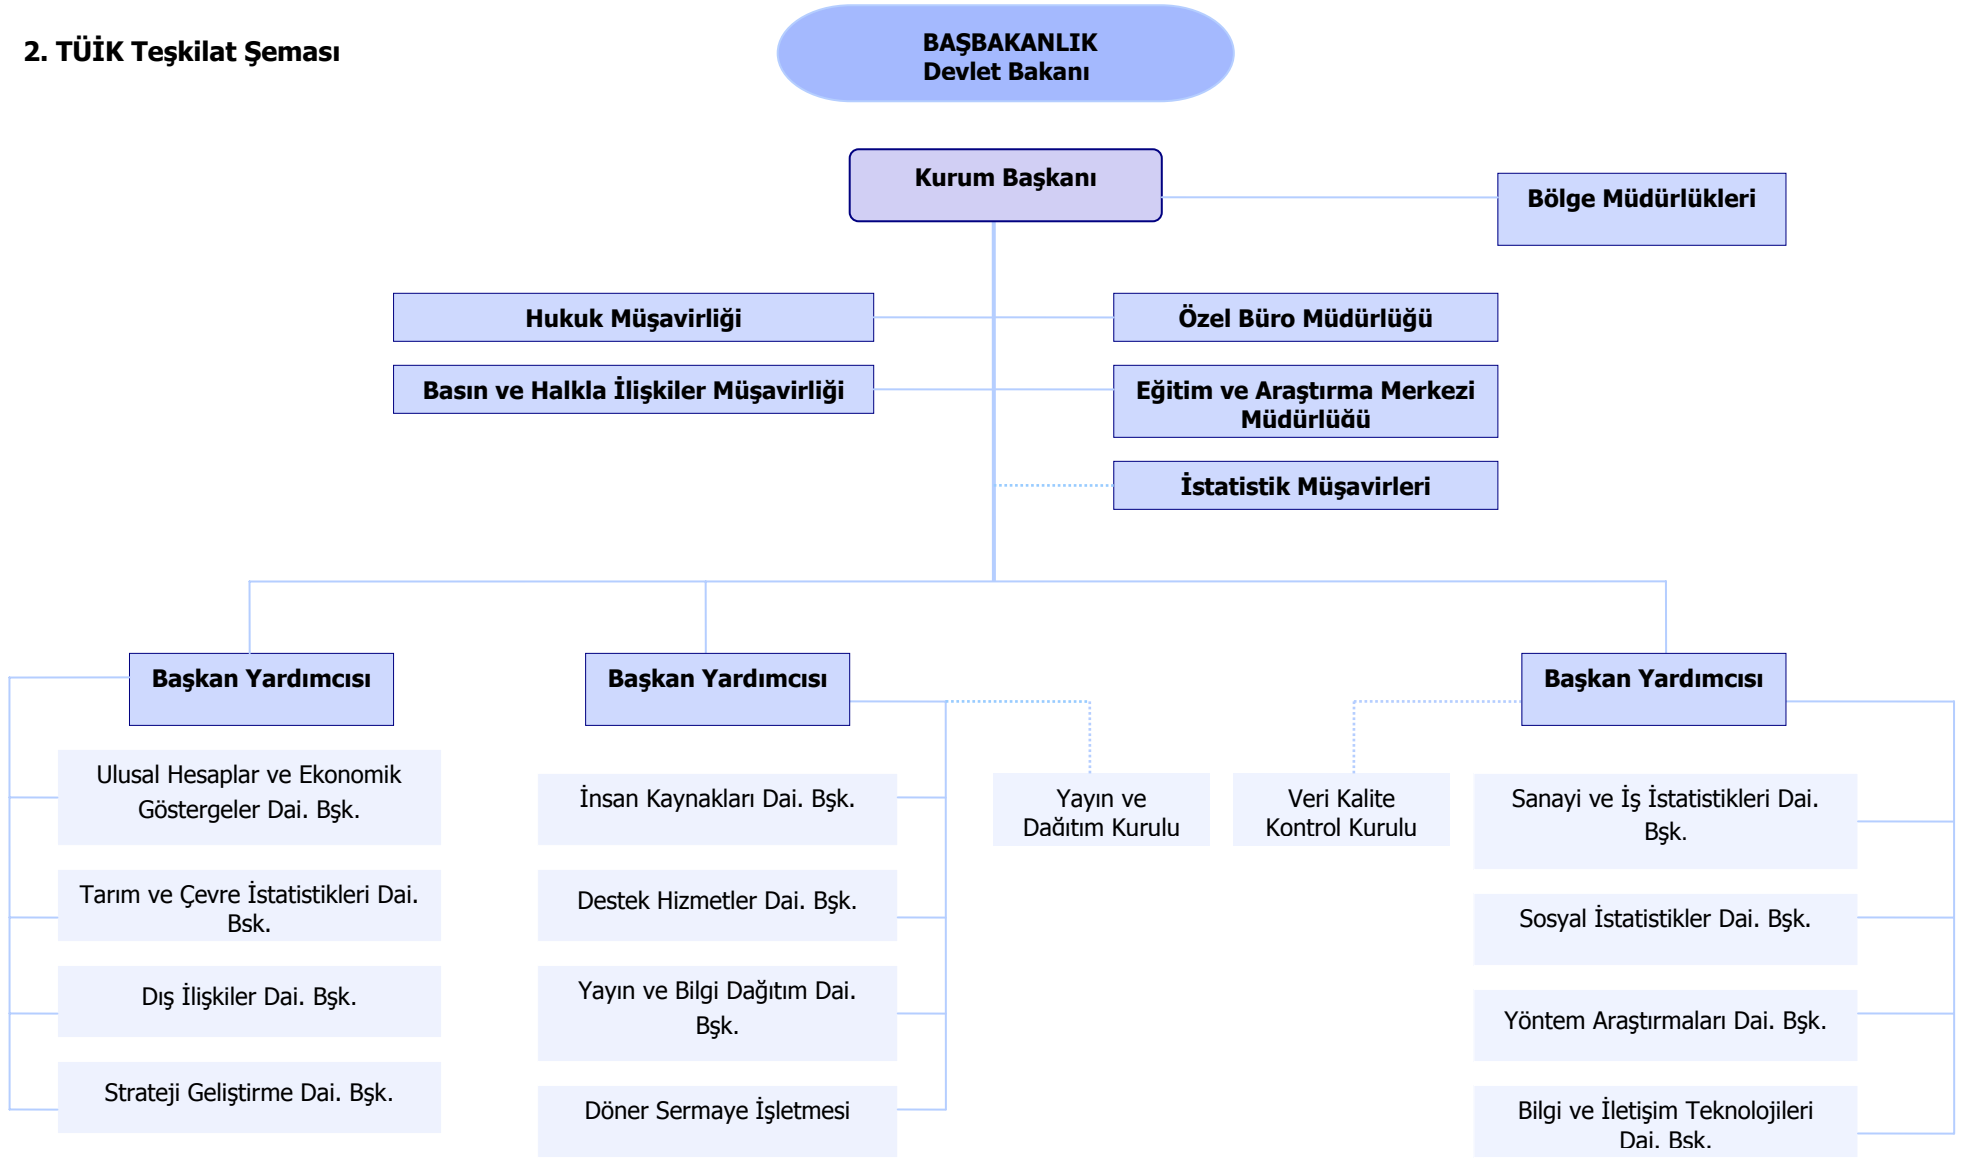 2. TÜİK Teşkilat Şeması
BAŞBAKANLIK
Devlet Bakanı
Kurum Başkanı
Bölge Müdürlükleri
Hukuk Müşavirliği
Özel Büro Müdürlüğü
Basın ve Halkla İlişkiler Müşavirliği
Eğitim ve Araştırma Merkezi
Müdürlüğü
İstatistik Müşavirleri
Başkan Yardımcısı
Ulusal Hesaplar ve Ekonomik
Göstergeler Dai. Bşk.
Tarım ve Çevre İstatistikleri Dai.
Bşk.
Dış İlişkiler Dai. Bşk.
Strateji Geliştirme Dai. Bşk.
Başkan Yardımcısı
İnsan Kaynakları Dai. Bşk.
Destek Hizmetler Dai. Bşk.
Yayın ve Bilgi Dağıtım Dai.
Bşk.
Döner Sermaye İşletmesi
Yayın ve
Dağıtım Kurulu
Veri Kalite
Kontrol Kurulu
Başkan Yardımcısı
Sanayi ve İş İstatistikleri Dai.
Bşk.
Sosyal İstatistikler Dai. Bşk.
Yöntem Araştırmaları Dai. Bşk.
Bilgi ve İletişim Teknolojileri
Dai. Bşk.